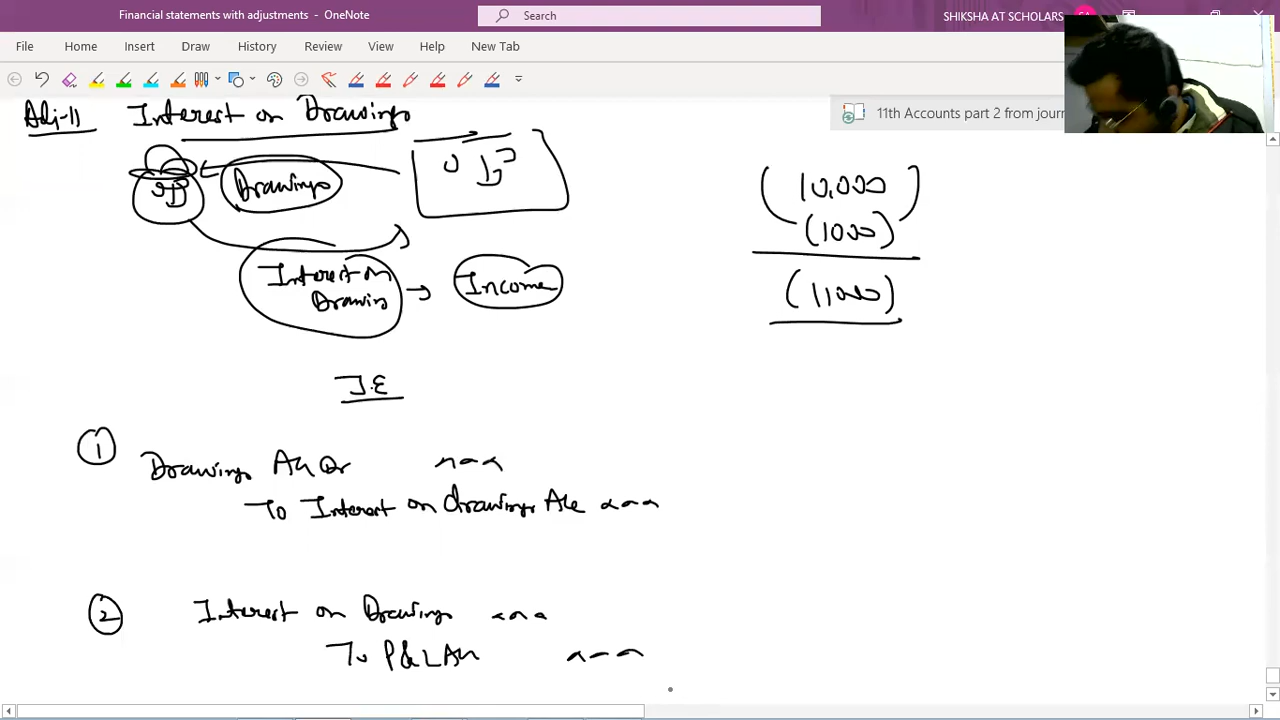 Financial statements with adjustments - OneNote
Search
SHIKSHA AT SCHOLARS
File Home Insert Draw History Review View Help New Tab
11th Accounts part 2 from jour
Adj-11 Interest on Drawings
Drawings
Interest on
Drawin
Income
10,000
(1000)
(11000)
J.E
1
Drawings A/c Dr xxx
To Interest on drawings A/c xxx
2
Interest on Drawings xxx
To P&L A/c xxx